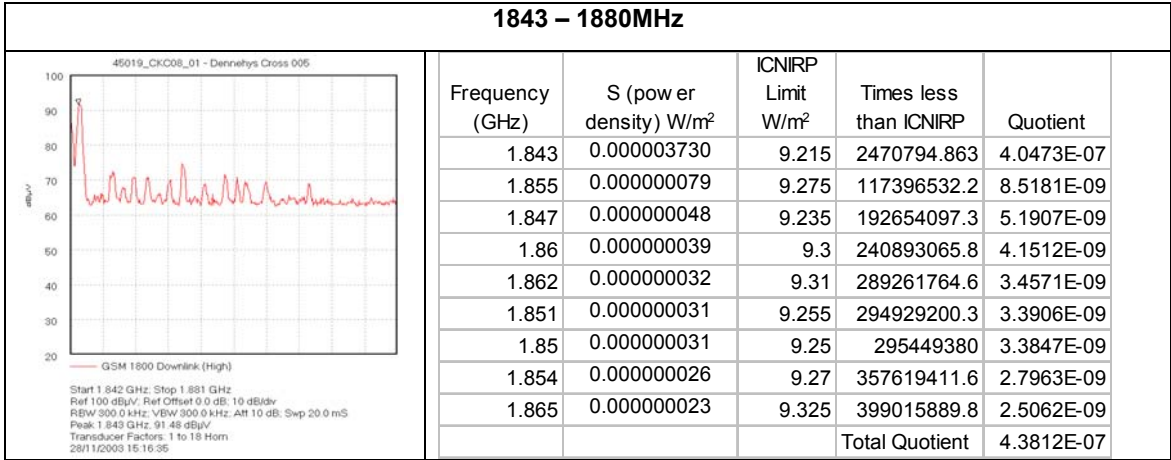 1843 – 1880MHz
45019_CKC08_01 - Dennehys Cross 005
100
90
80
70
60
50
40
30
20
dBµV
GSM 1800 Downlink (High)
Start 1.842 GHz; Stop 1.881 GHz
Ref 100 dBµV; Ref Offset 0.0 dB; 10 dB/div
RBW 300.0 kHz; VBW 300.0 kHz; Att 10 dB; Swp 20.0 mS
Peak 1.843 GHz, 91.48 dBµV
Transducer Factors: 1 to 18 Horn
28/11/2003 15:16:35
Frequency (GHz) S (power density) W/m² ICNIRP Limit W/m² Times less than ICNIRP Quotient
1.843 0.000003730 9.215 2470794.863 4.0473E-07
1.855 0.000000079 9.275 117396532.2 8.5181E-09
1.847 0.000000048 9.235 192654097.3 5.1907E-09
1.86 0.000000039 9.3 240893065.8 4.1512E-09
1.862 0.000000032 9.31 289261764.6 3.4571E-09
1.851 0.000000031 9.255 294929200.3 3.3906E-09
1.85 0.000000031 9.25 295449380 3.3847E-09
1.854 0.000000026 9.27 357619411.6 2.7963E-09
1.865 0.000000023 9.325 399015889.8 2.5062E-09
Total Quotient 4.3812E-07